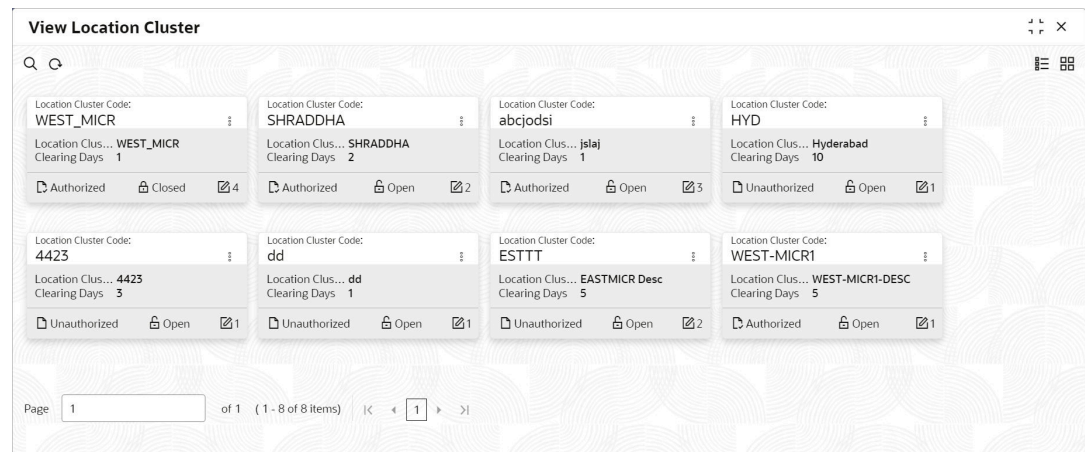 View Location Cluster
Location Cluster Code:
WEST_MICR
Location Clus... WEST_MICR
Clearing Days 1
Authorized Closed 4
Location Cluster Code:
SHRADDHA
Location Clus... SHRADDHA
Clearing Days 2
Authorized Open 2
Location Cluster Code:
abcjodsi
Location Clus... jslaj
Clearing Days 1
Authorized Open 3
Location Cluster Code:
HYD
Location Clus... Hyderabad
Clearing Days 10
Unauthorized Open 1
Location Cluster Code:
4423
Location Clus... 4423
Clearing Days 3
Unauthorized Open 1
Location Cluster Code:
dd
Location Clus... dd
Clearing Days 1
Unauthorized Open 1
Location Cluster Code:
ESTTT
Location Clus... EASTMICR Desc
Clearing Days 5
Unauthorized Open 2
Location Cluster Code:
WEST-MICR1
Location Clus... WEST-MICR1-DESC
Clearing Days 5
Authorized Open 1
Page 1 of 1 (1 - 8 of 8 items) 1